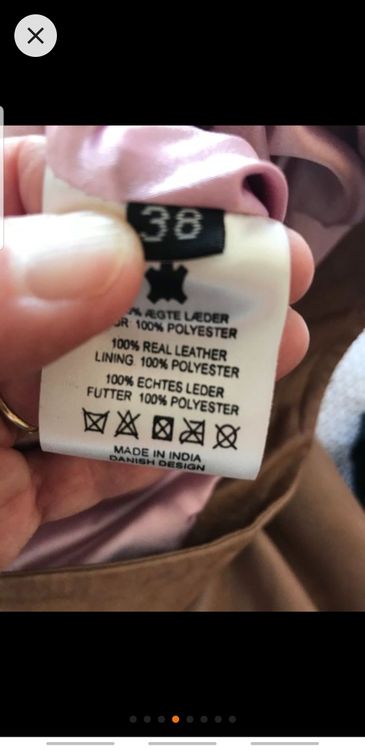 38
% ÆGTE LÆDER
R: 100% POLYESTER
100% REAL LEATHER
LINING: 100% POLYESTER
100% ECHTES LEDER
FUTTER 100% POLYESTER
MADE IN INDIA
DANISH DESIGN